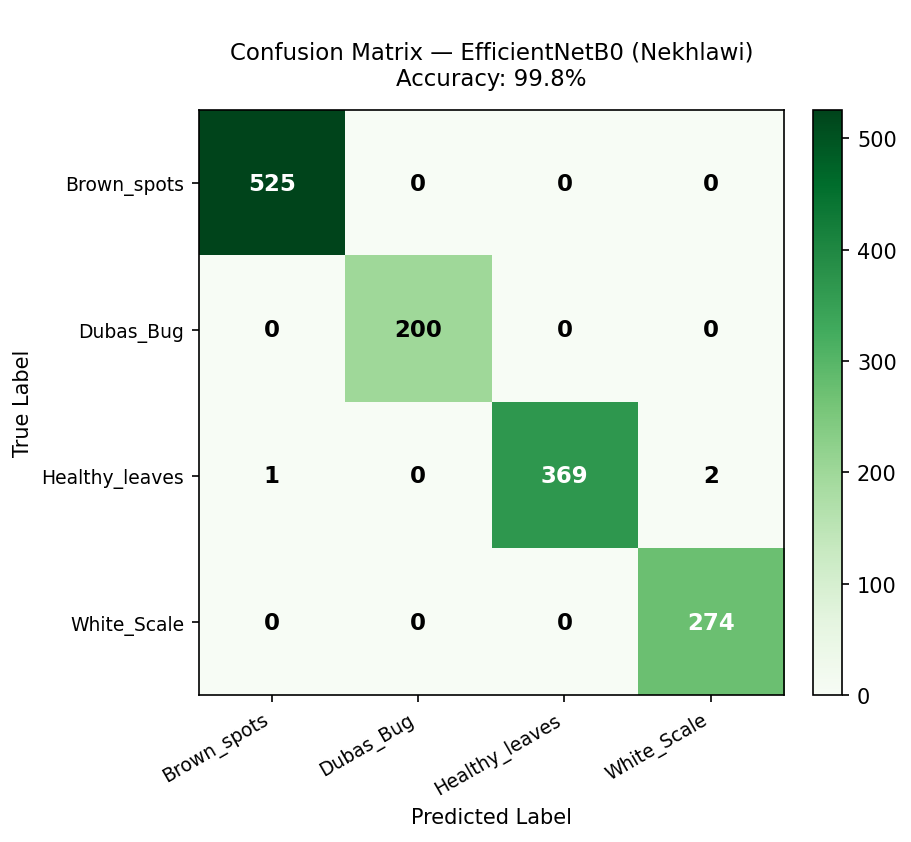 Confusion Matrix — EfficientNetB0 (Nekhlawi)
Accuracy: 99.8%
True Label
Brown_spots
525 0 0 0
Dubas_Bug
0 200 0 0
Healthy_leaves
1 0 369 2
White_Scale
0 0 0 274
Brown_spots
Dubas_Bug
Healthy_leaves
White_Scale
Predicted Label
500
400
300
200
100
0